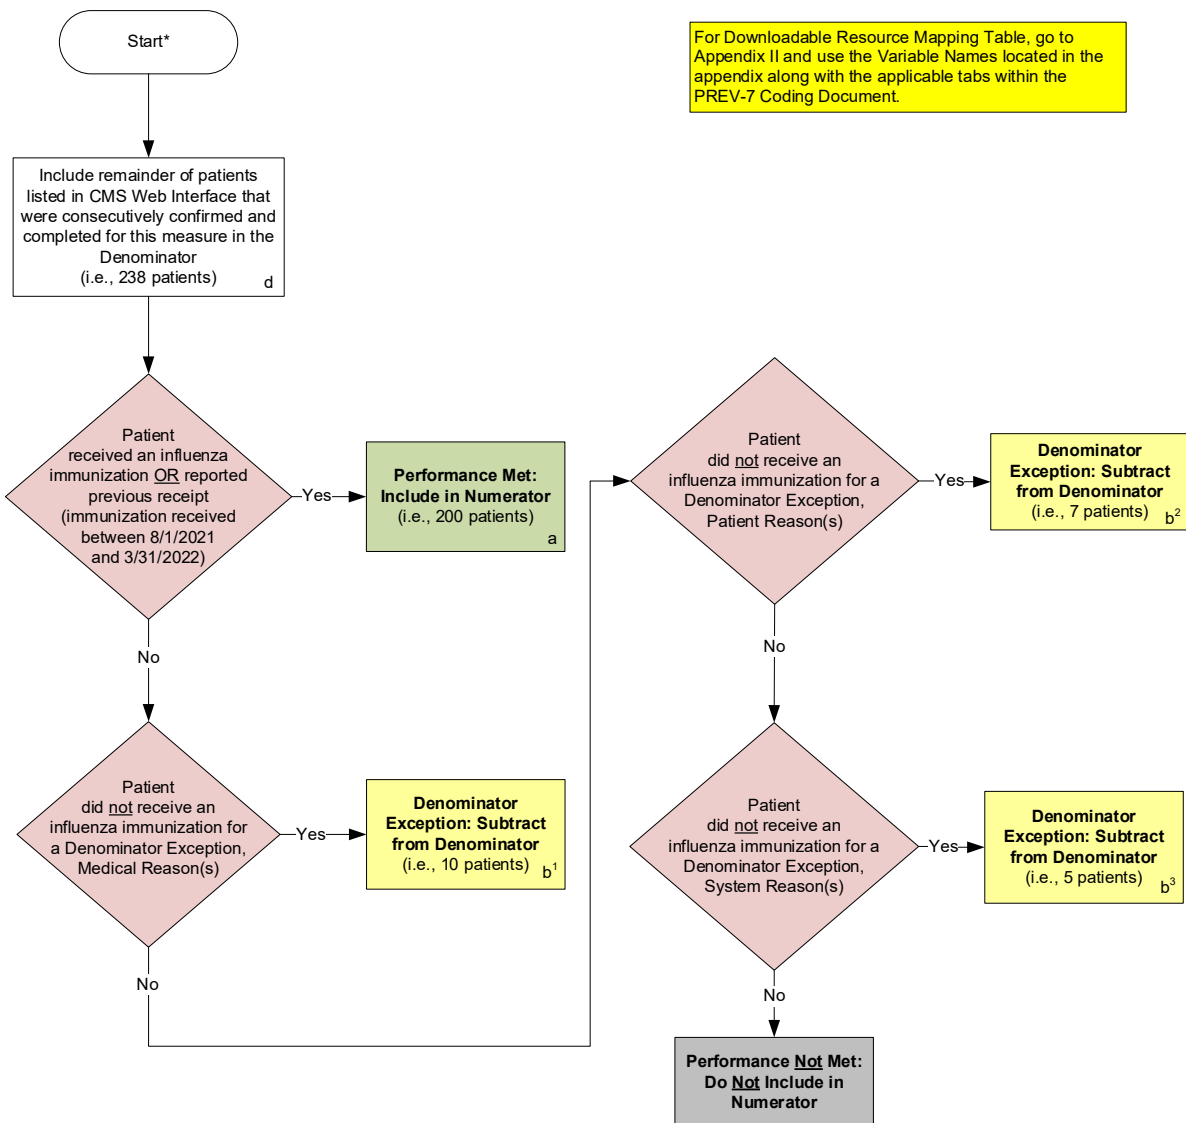 Start*
For Downloadable Resource Mapping Table, go to
Appendix II and use the Variable Names located in the
appendix along with the applicable tabs within the
PREV-7 Coding Document.
Include remainder of patients
listed in CMS Web Interface that
were consecutively confirmed and
completed for this measure in the
Denominator
(i.e., 238 patients)
d
Patient
received an influenza
immunization OR reported
previous receipt
(immunization received
between 8/1/2021
and 3/31/2022)
Yes
Performance Met:
Include in Numerator
(i.e., 200 patients)
a
No
Patient
did not receive an
influenza immunization for
a Denominator Exception,
Medical Reason(s)
Yes
Denominator
Exception: Subtract
from Denominator
(i.e., 10 patients)
b¹
No
Patient
did not receive an
influenza immunization for a
Denominator Exception,
Patient Reason(s)
Yes
Denominator
Exception: Subtract
from Denominator
(i.e., 7 patients)
b²
No
Patient
did not receive an
influenza immunization for a
Denominator Exception,
System Reason(s)
Yes
Denominator
Exception: Subtract
from Denominator
(i.e., 5 patients)
b³
No
Performance Not Met:
Do Not Include in
Numerator